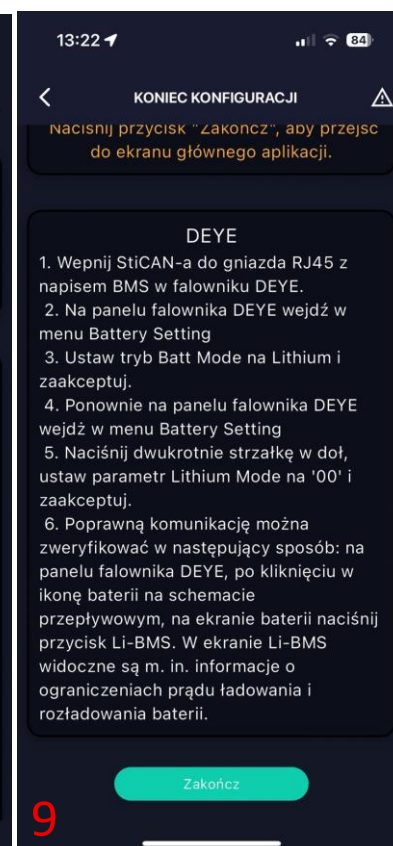 13:22
84
KONIEC KONFIGURACJI
Naciśnij przycisk "Zakończ", aby przejść
do ekranu głównego aplikacji.
DEYE
1. Wepnij StiCAN-a do gniazda RJ45 z
napisem BMS w falowniku DEYE.
2. Na panelu falownika DEYE wejdź w
menu Battery Setting
3. Ustaw tryb Batt Mode na Lithium i
zaakceptuj.
4. Ponownie na panelu falownika DEYE
wejdź w menu Battery Setting
5. Naciśnij dwukrotnie strzałkę w doł,
ustaw parametr Lithium Mode na '00' i
zaakceptuj.
6. Poprawną komunikację można
zweryfikować w następujący sposób: na
panelu falownika DEYE, po kliknięciu w
ikonę baterii na schemacie
przepływowym, na ekranie baterii naciśnij
przycisk Li-BMS. W ekranie Li-BMS
widoczne są m. in. informacje o
ograniczeniach prądu ładowania i
rozładowania baterii.
Zakończ
9